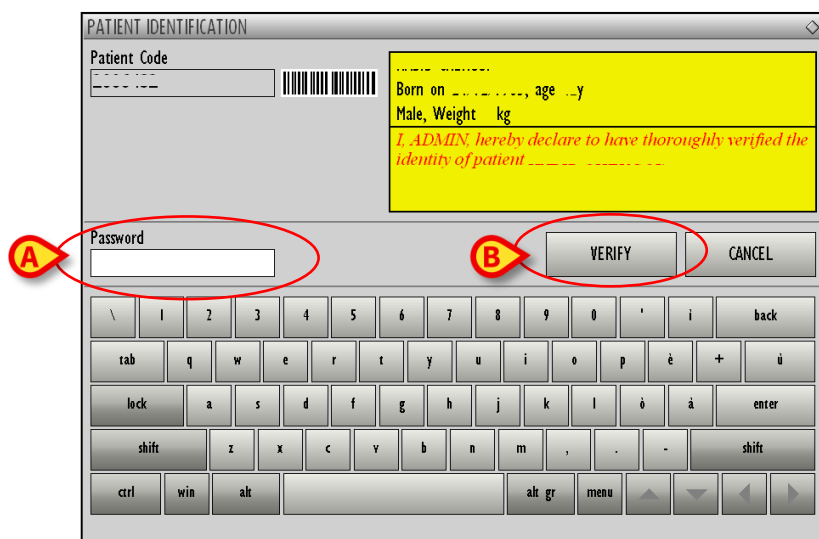 PATIENT IDENTIFICATION
Patient Code
Born on , age y
Male, Weight kg
I, ADMIN, hereby declare to have thoroughly verified the
identity of patient
A
Password
B
VERIFY
CANCEL
\ 1 2 3 4 5 6 7 8 9 0 ' ì back
tab q w e r t y u i o p è + ù
lock a s d f g h j k l ò à enter
shift z x c v b n m , . - shift
ctrl win alt alt gr menu